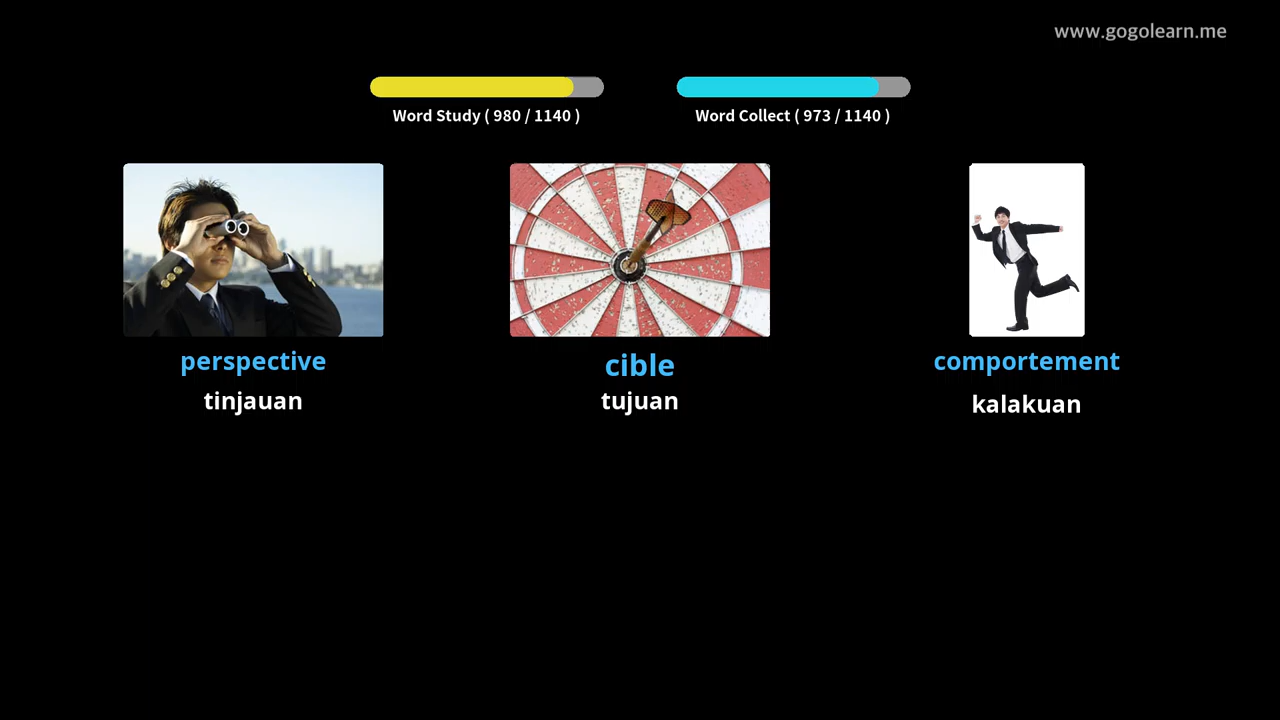 www.gogolearn.me
Word Study ( 980 / 1140 )
Word Collect ( 973 / 1140 )
perspective
tinjauan
cible
tujuan
comportement
kalakuan